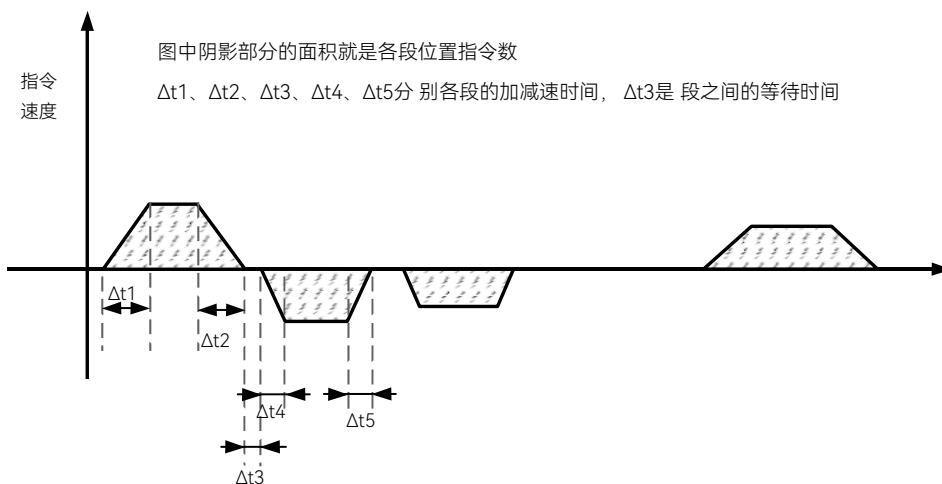 图中阴影部分的面积就是各段位置指令数
指令
速度
Δt1、Δt2、Δt3、Δt4、Δt5分 别各段的加减速时间， Δt3是 段之间的等待时间
Δt1
Δt2
Δt4
Δt5
Δt3